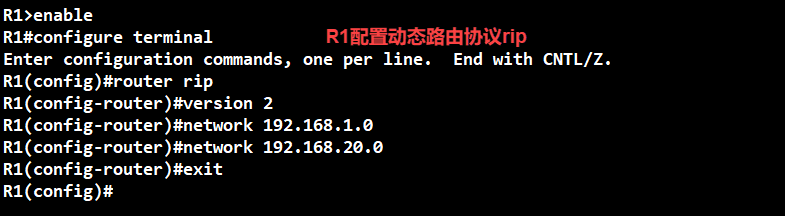 R1>enable
R1#configure terminal
R1配置动态路由协议rip
Enter configuration commands, one per line.  End with CNTL/Z.
R1(config)#router rip
R1(config-router)#version 2
R1(config-router)#network 192.168.1.0
R1(config-router)#network 192.168.20.0
R1(config-router)#exit
R1(config)#